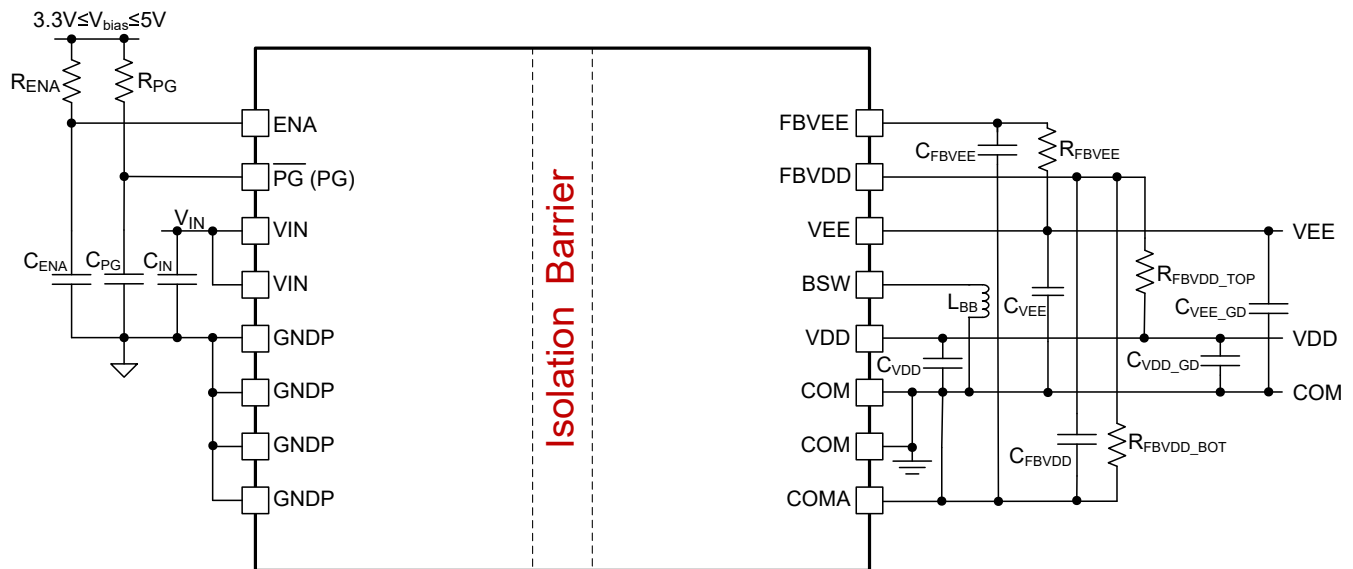 3.3V≤Vbias≤5V
RENA
RPG
CENA
CPG
CIN
VIN
ENA
PG (PG)
VIN
VIN
GNDP
GNDP
GNDP
GNDP
Isolation Barrier
FBVEE
FBVDD
VEE
BSW
VDD
COM
COM
COMA
CFBVEE
RFBVEE
LBB
CVEE
CVDD
RFBVDD_TOP
CVEE_GD
CVDD_GD
CFBVDD
RFBVDD_BOT
VEE
VDD
COM